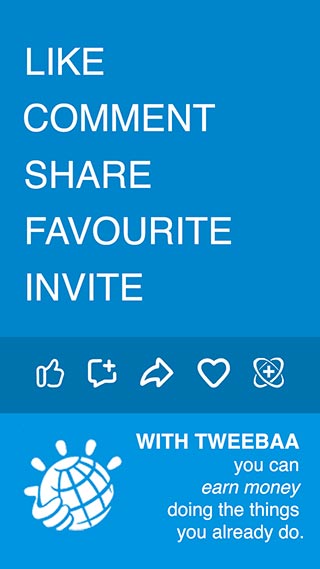 LIKE
COMMENT
SHARE
FAVOURITE
INVITE
WITH TWEEBAA
you can
earn money
doing the things
you already do.